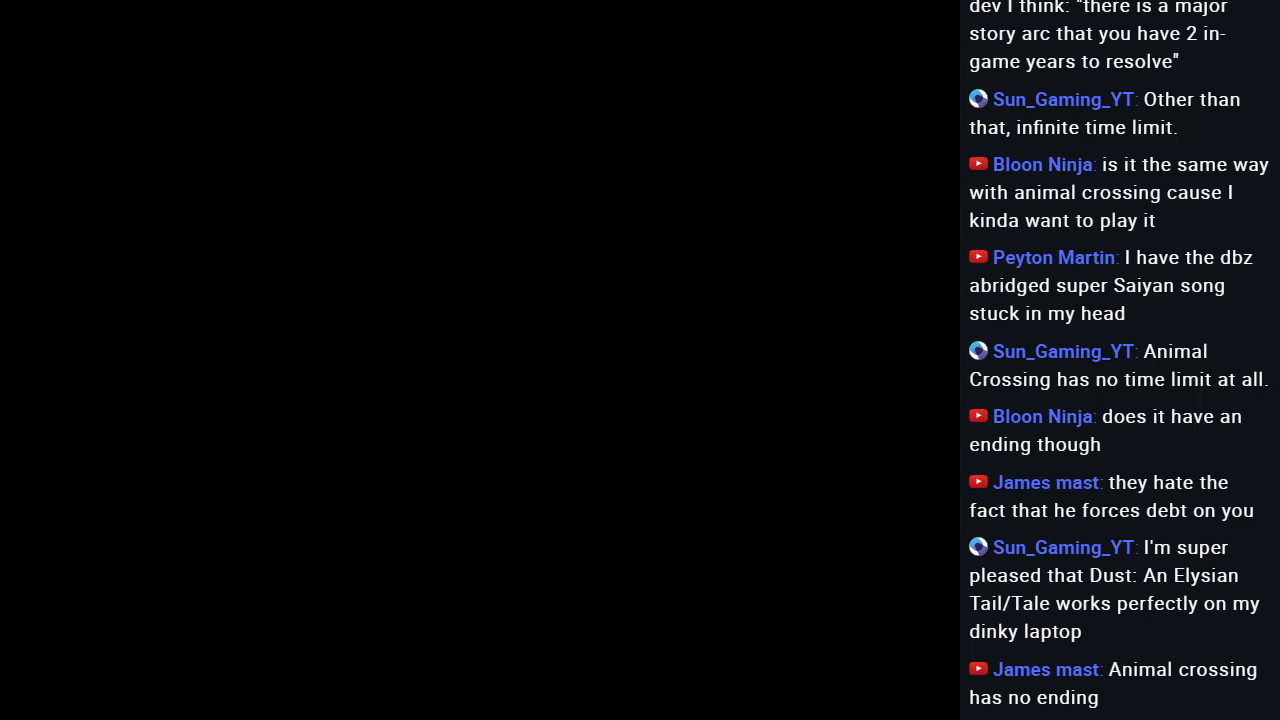 dev I think: "there is a major
story arc that you have 2 in-
game years to resolve"
Sun_Gaming_YT: Other than
that, infinite time limit.
Bloon Ninja: is it the same way
with animal crossing cause I
kinda want to play it
Peyton Martin: I have the dbz
abridged super Saiyan song
stuck in my head
Sun_Gaming_YT: Animal
Crossing has no time limit at all.
Bloon Ninja: does it have an
ending though
James mast: they hate the
fact that he forces debt on you
Sun_Gaming_YT: I'm super
pleased that Dust: An Elysian
Tail/Tale works perfectly on my
dinky laptop
James mast: Animal crossing
has no ending